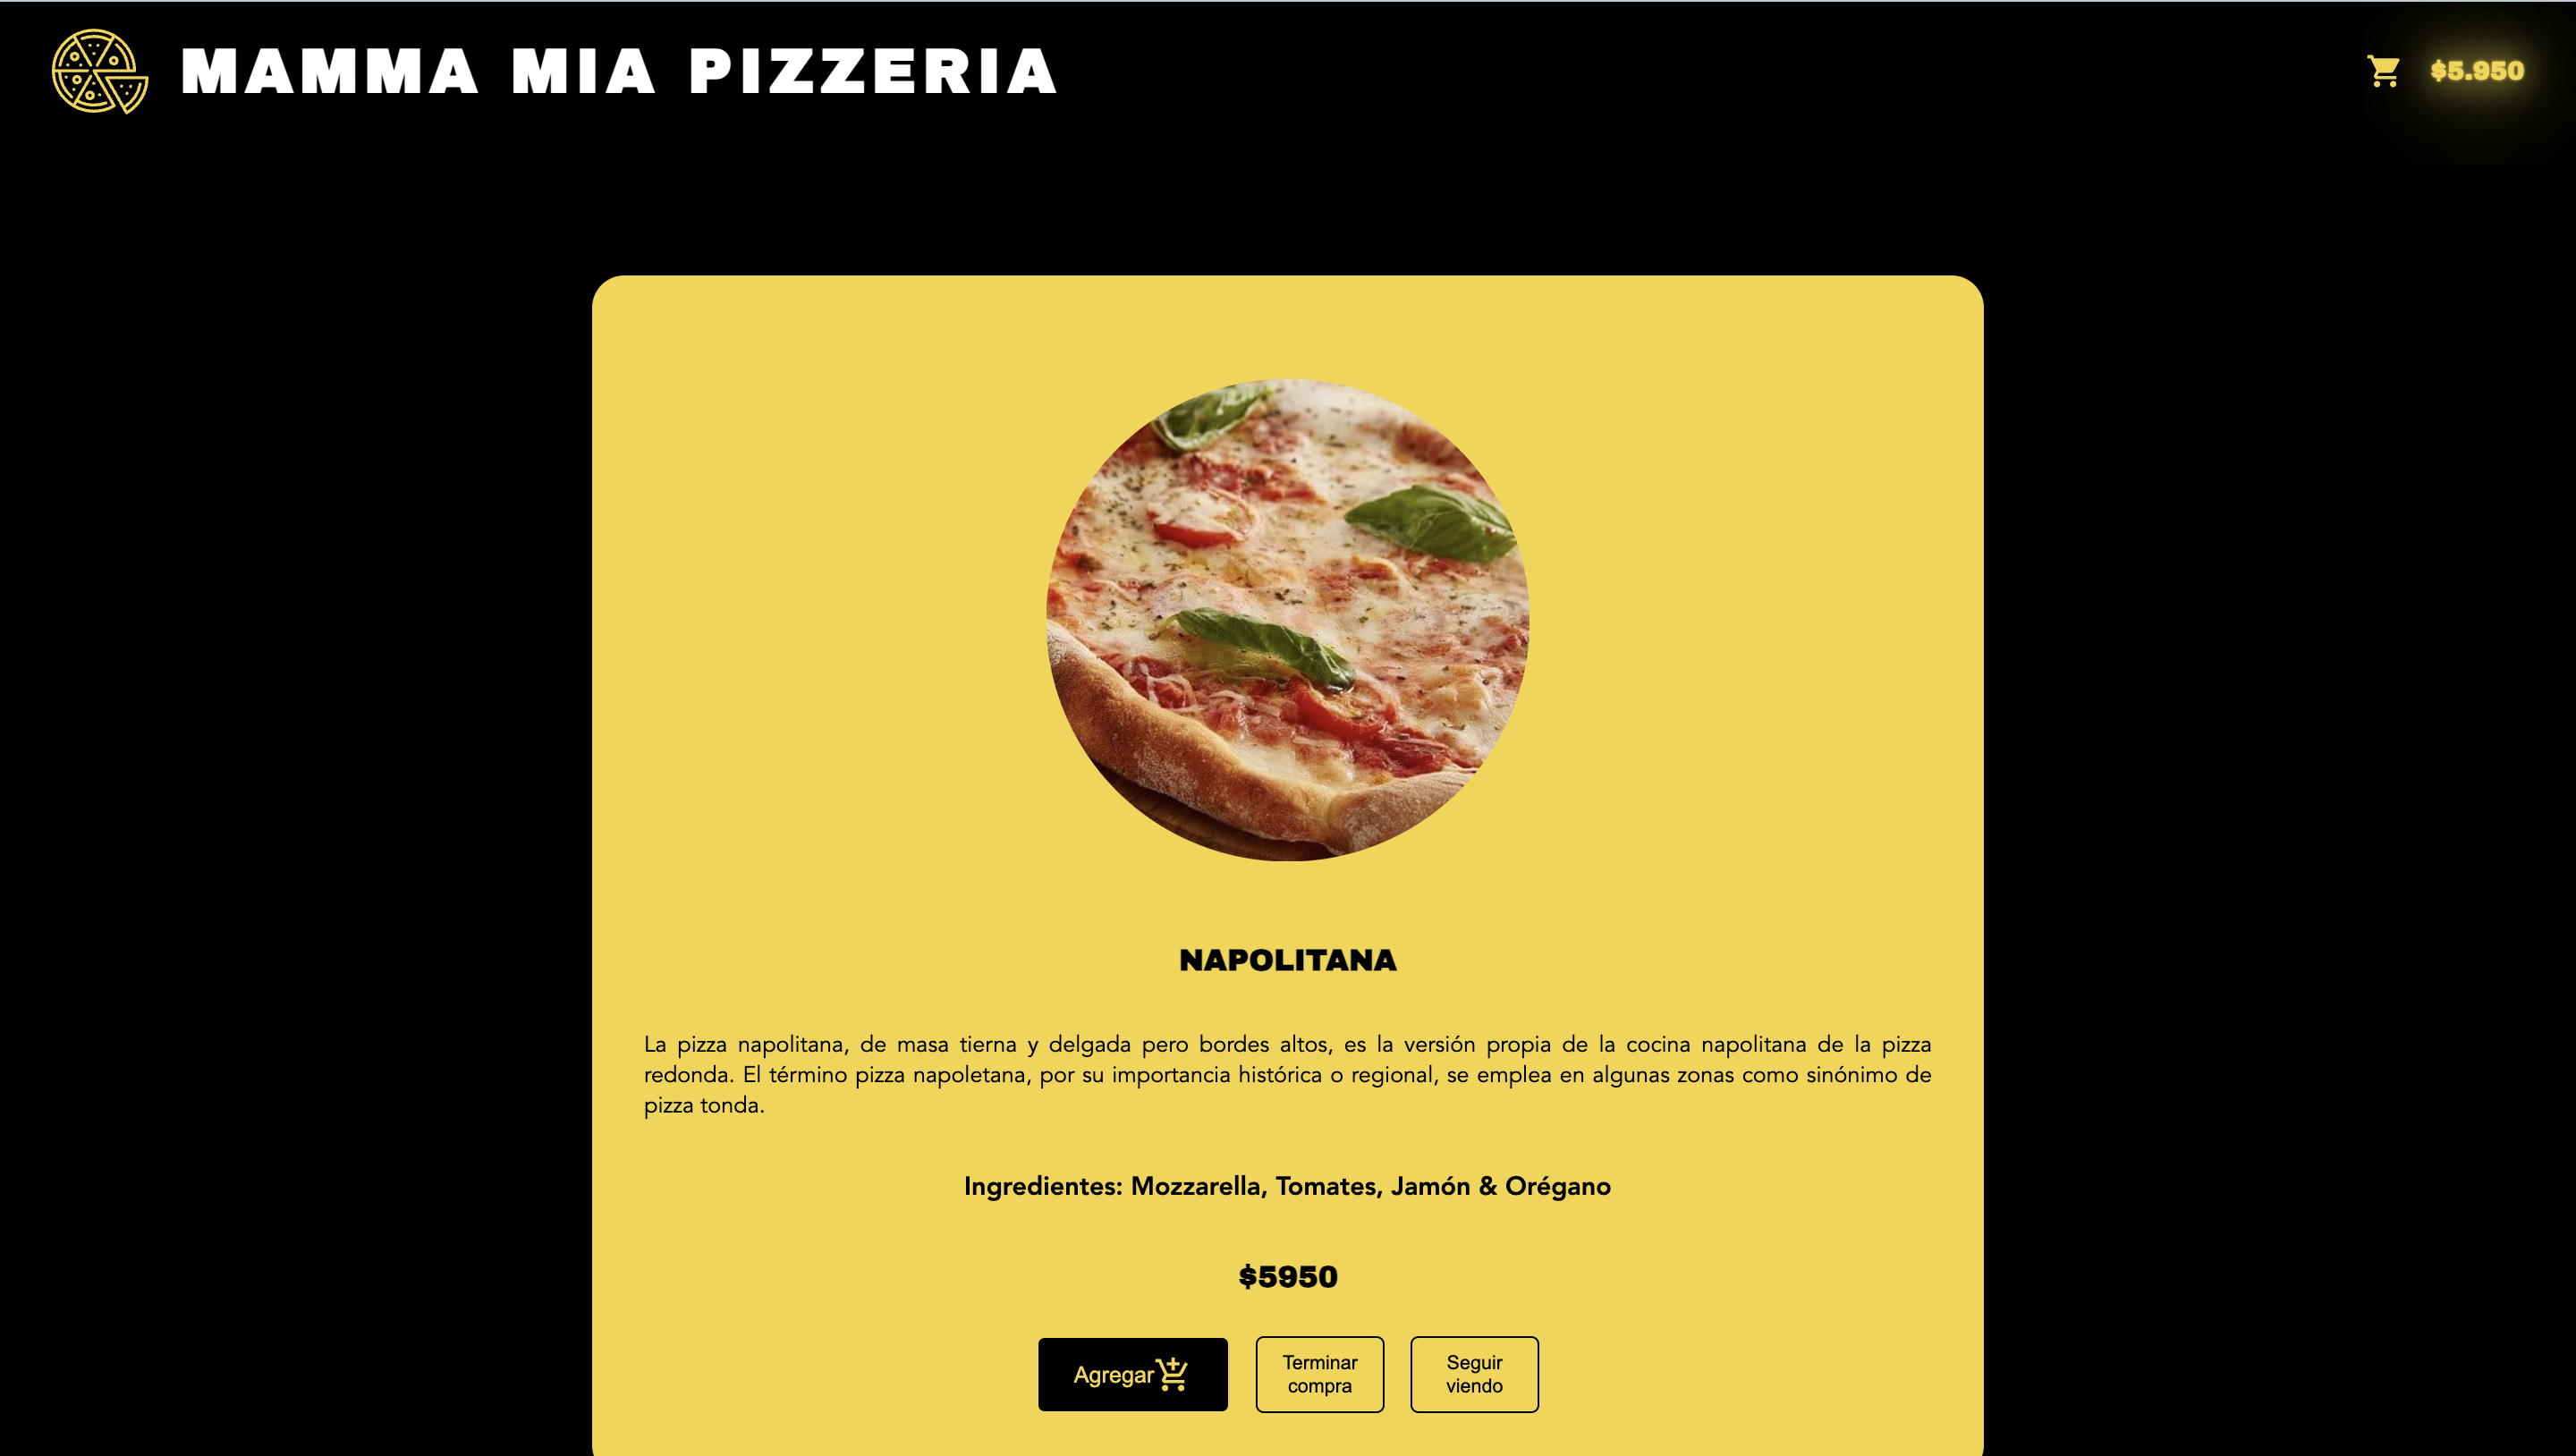 MAMMA MIA PIZZERIA
$5.950
NAPOLITANA
La pizza napolitana, de masa tierna y delgada pero bordes altos, es la versión propia de la cocina napolitana de la pizza
redonda. El término pizza napoletana, por su importancia histórica o regional, se emplea en algunas zonas como sinónimo de
pizza tonda.
Ingredientes: Mozzarella, Tomates, Jamón & Orégano
$5950
Agregar
Terminar
compra
Seguir
viendo